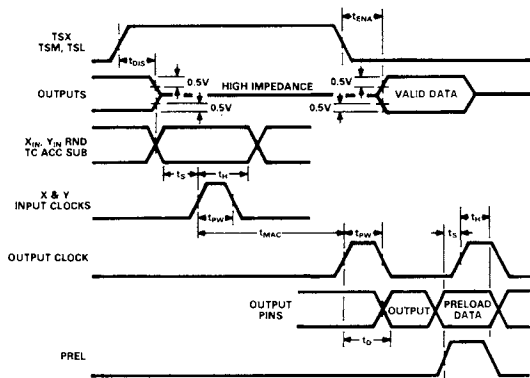 TSX
TSM, TSL
tENA
tDIS
0.5V
0.5V
HIGH IMPEDANCE
OUTPUTS
0.5V
0.5V
VALID DATA
XIN, YIN RND
TC ACC SUB
tS
tH
X & Y
INPUT CLOCKS
tPW
tMAC
tPW
tS
tH
OUTPUT CLOCK
OUTPUT
PINS
OUTPUT
PRELOAD
DATA
tD
PREL